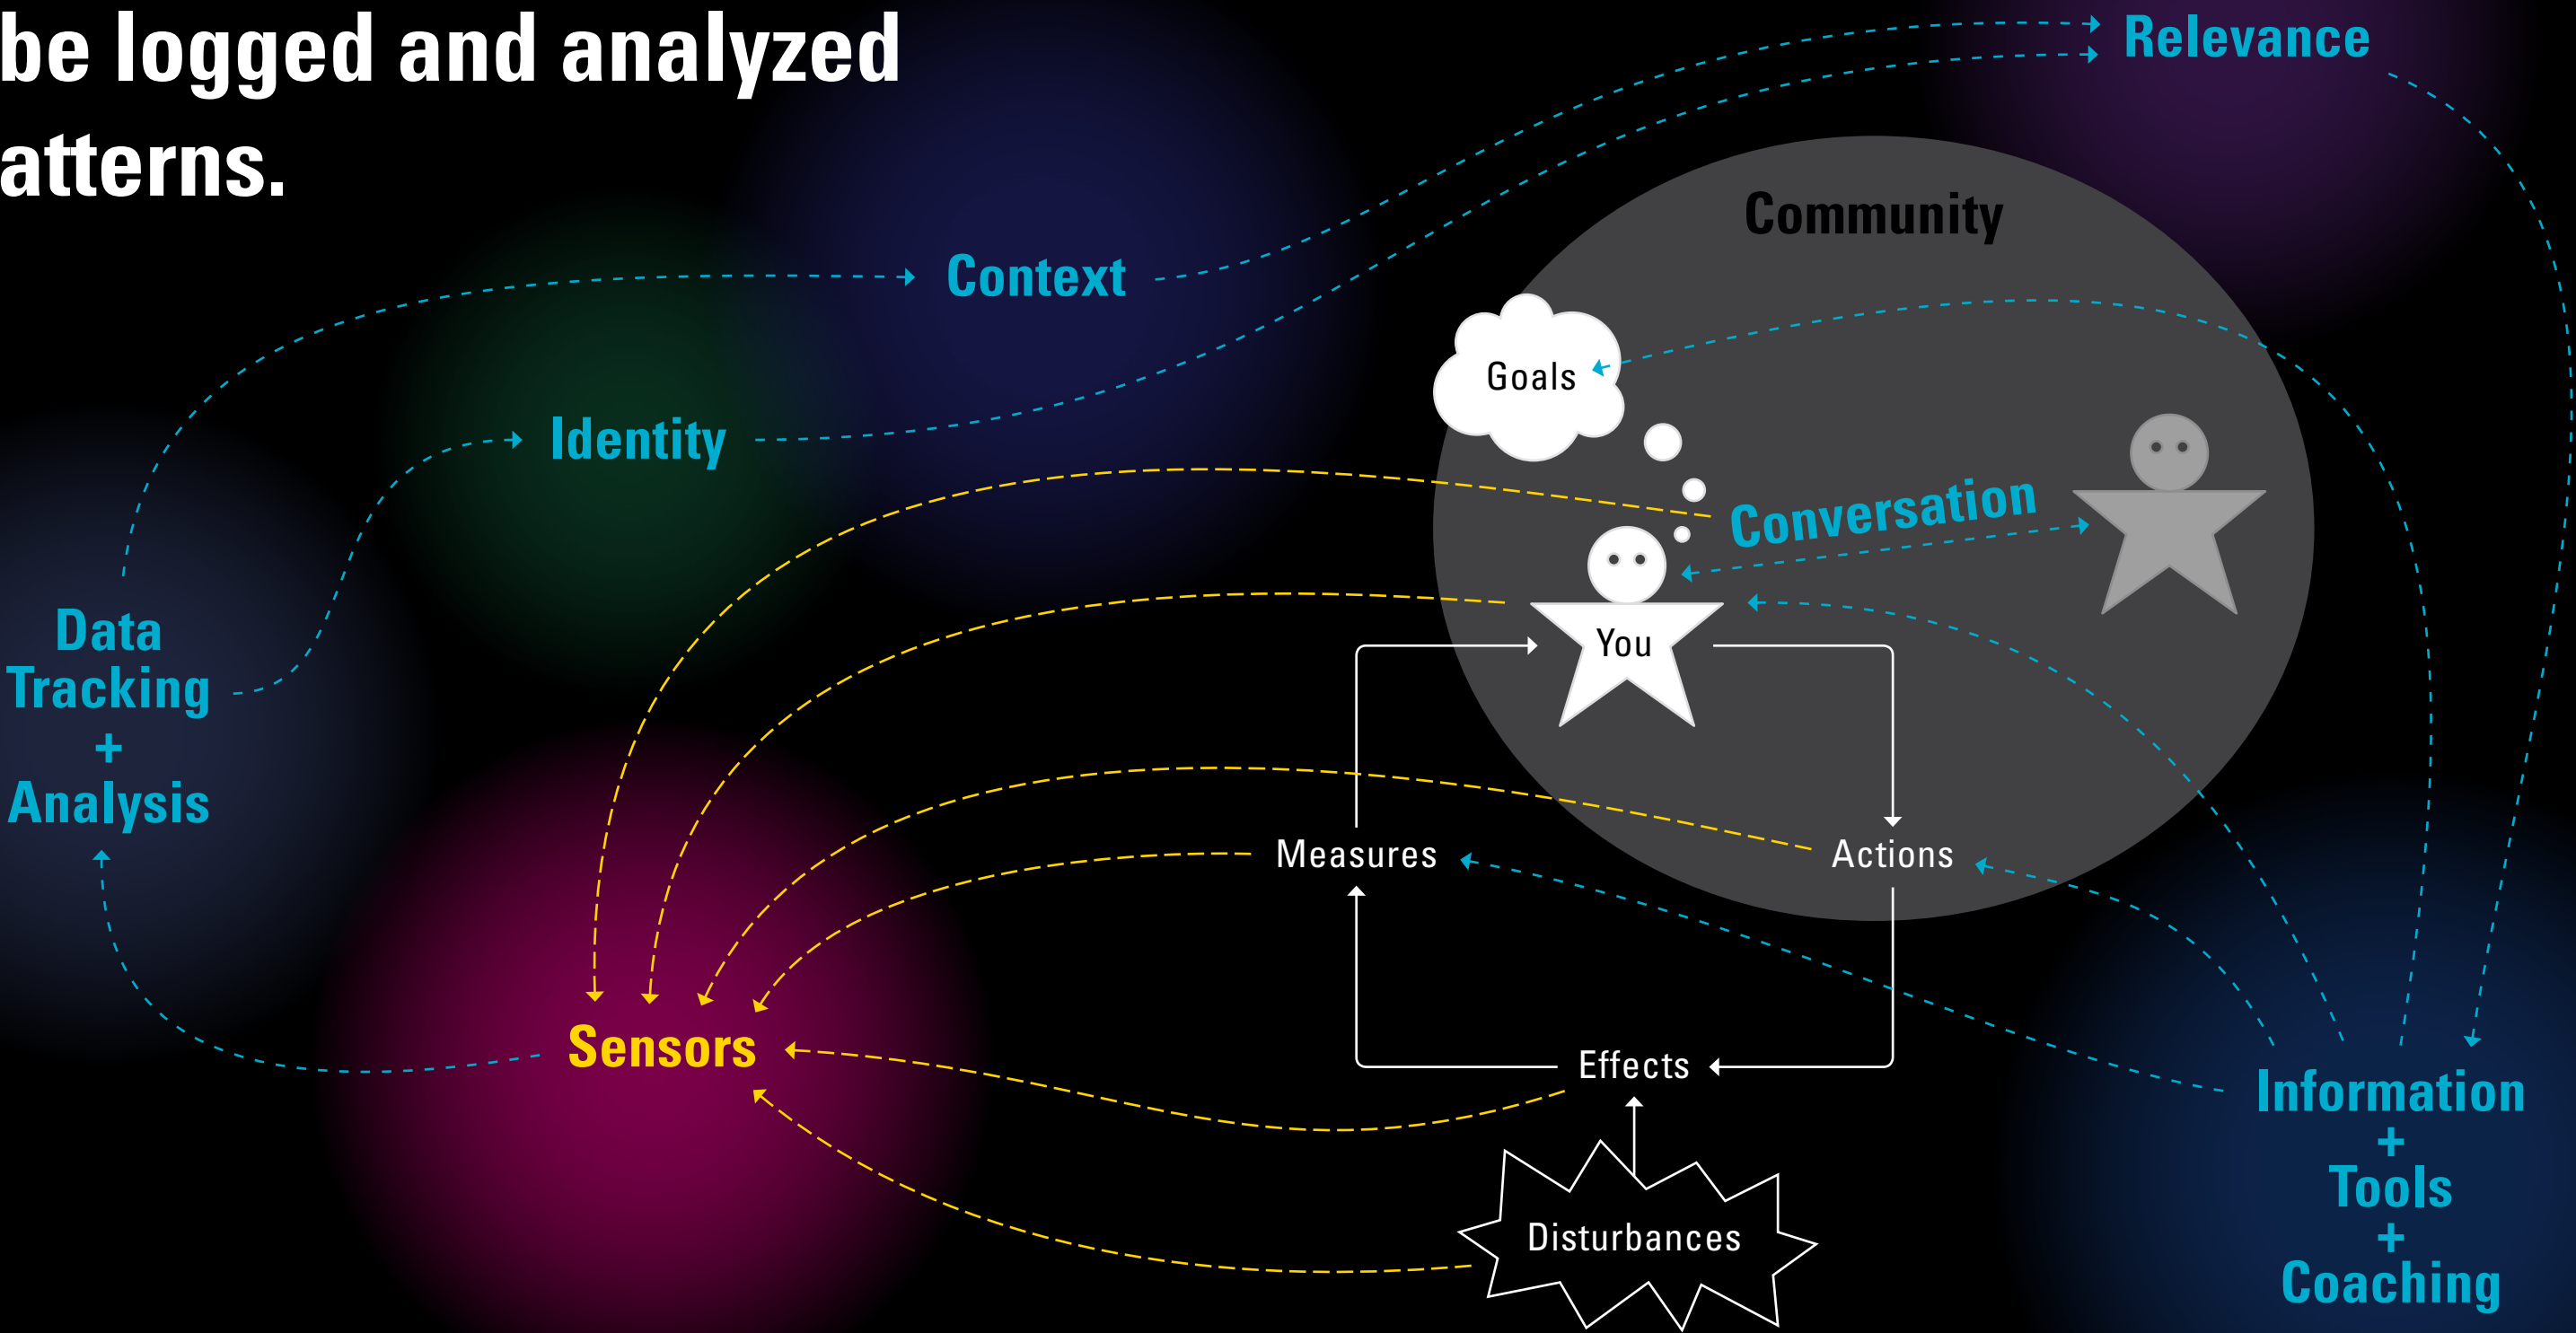 be logged and analyzed
atterns.
Relevance
Community
Context
Goals
Identity
Conversation
Data
Tracking
+
Analysis
You
Measures
Actions
Sensors
Effects
Information
+
Tools
+
Coaching
Disturbances